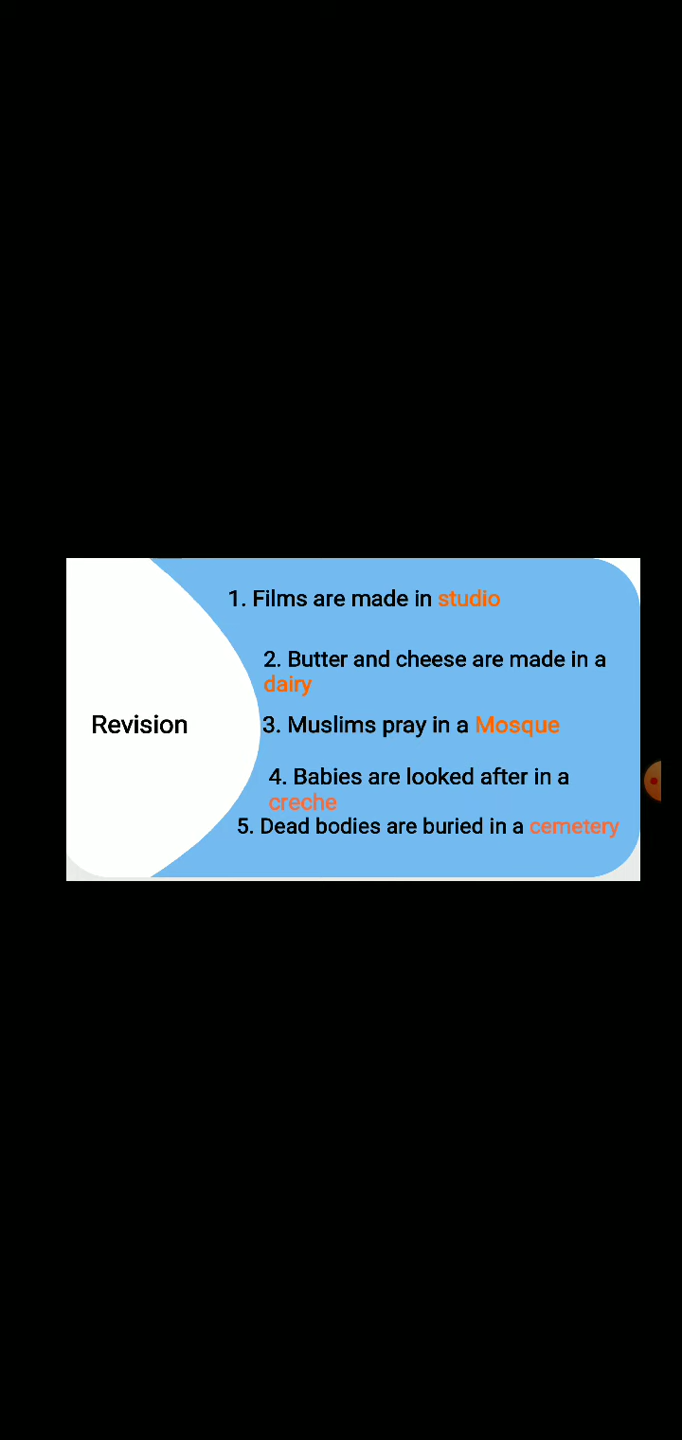 1. Films are made in studio
2. Butter and cheese are made in a
dairy
Revision
3. Muslims pray in a Mosque
4. Babies are looked after in a
creche
5. Dead bodies are buried in a cemetery